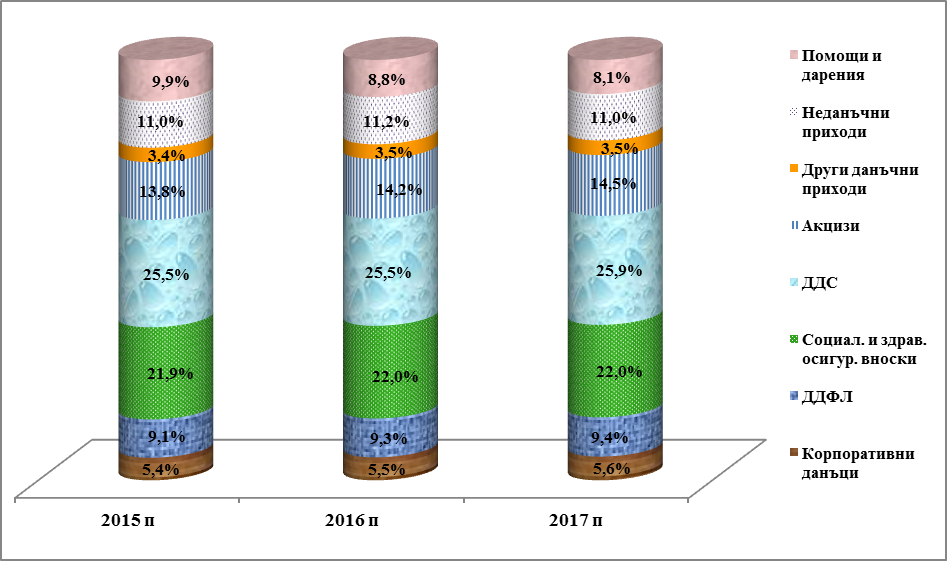 9,9%
8,8%
8,1%
11,0%
11,2%
11,0%
3,4%
3,5%
3,5%
13,8%
14,2%
14,5%
25,5%
25,5%
25,9%
21,9%
22,0%
22,0%
9,1%
9,3%
9,4%
5,4%
5,5%
5,6%
2015 п
2016 п
2017 п
Помощи и
дарения
Неданъчни
приходи
Други данъчни
приходи
Акцизи
ДДС
Социал. и здрав.
осигур. вноски
ДДФЛ
Корпоративни
данъци